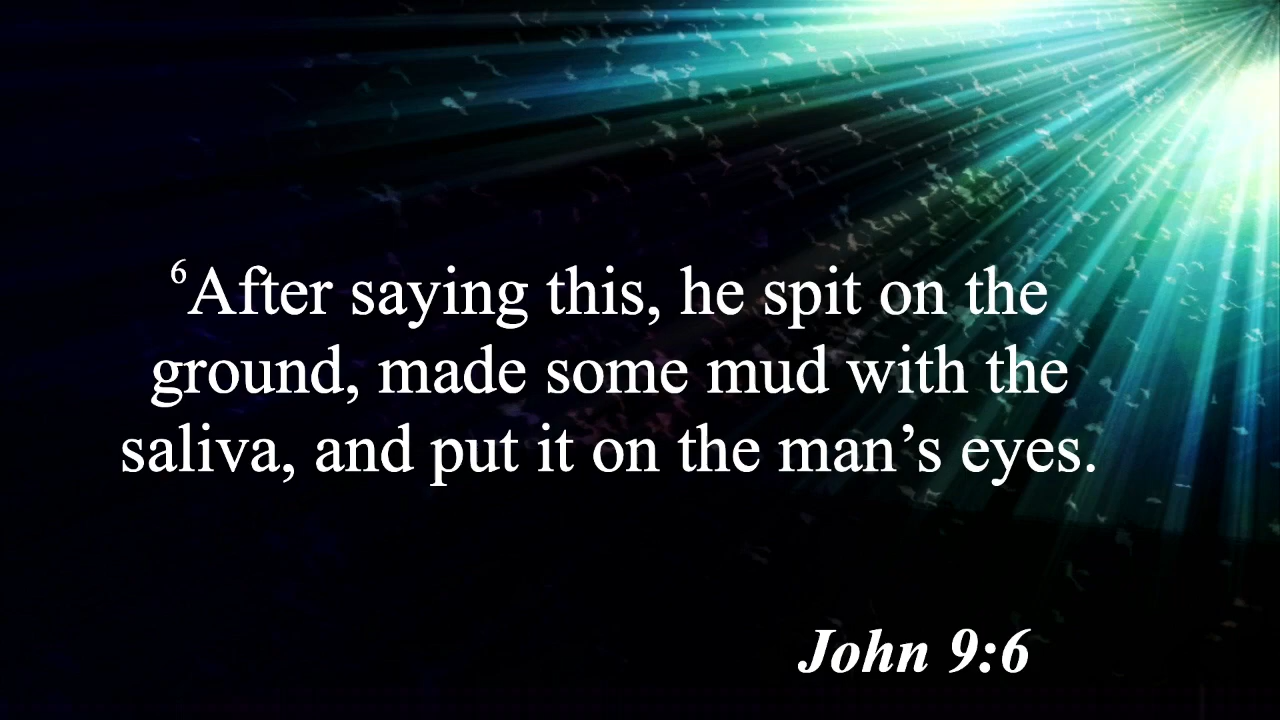 ⁶After saying this, he spit on the
ground, made some mud with the
saliva, and put it on the man’s eyes.
John 9:6